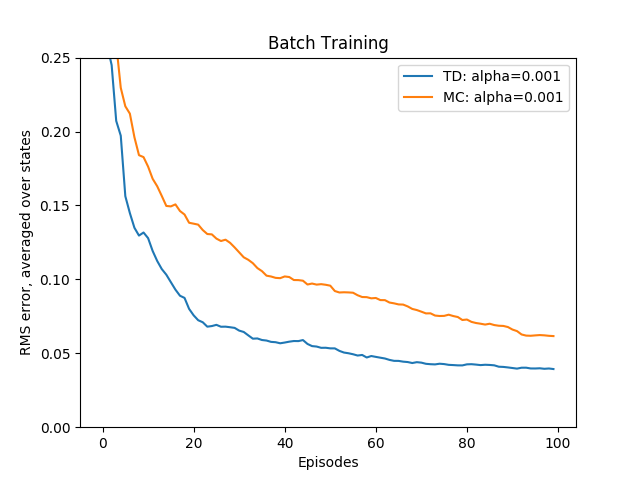 Batch Training
TD: alpha=0.001
MC: alpha=0.001
RMS error, averaged over states
0.25
0.20
0.15
0.10
0.05
0.00
0 20 40 60 80 100
Episodes